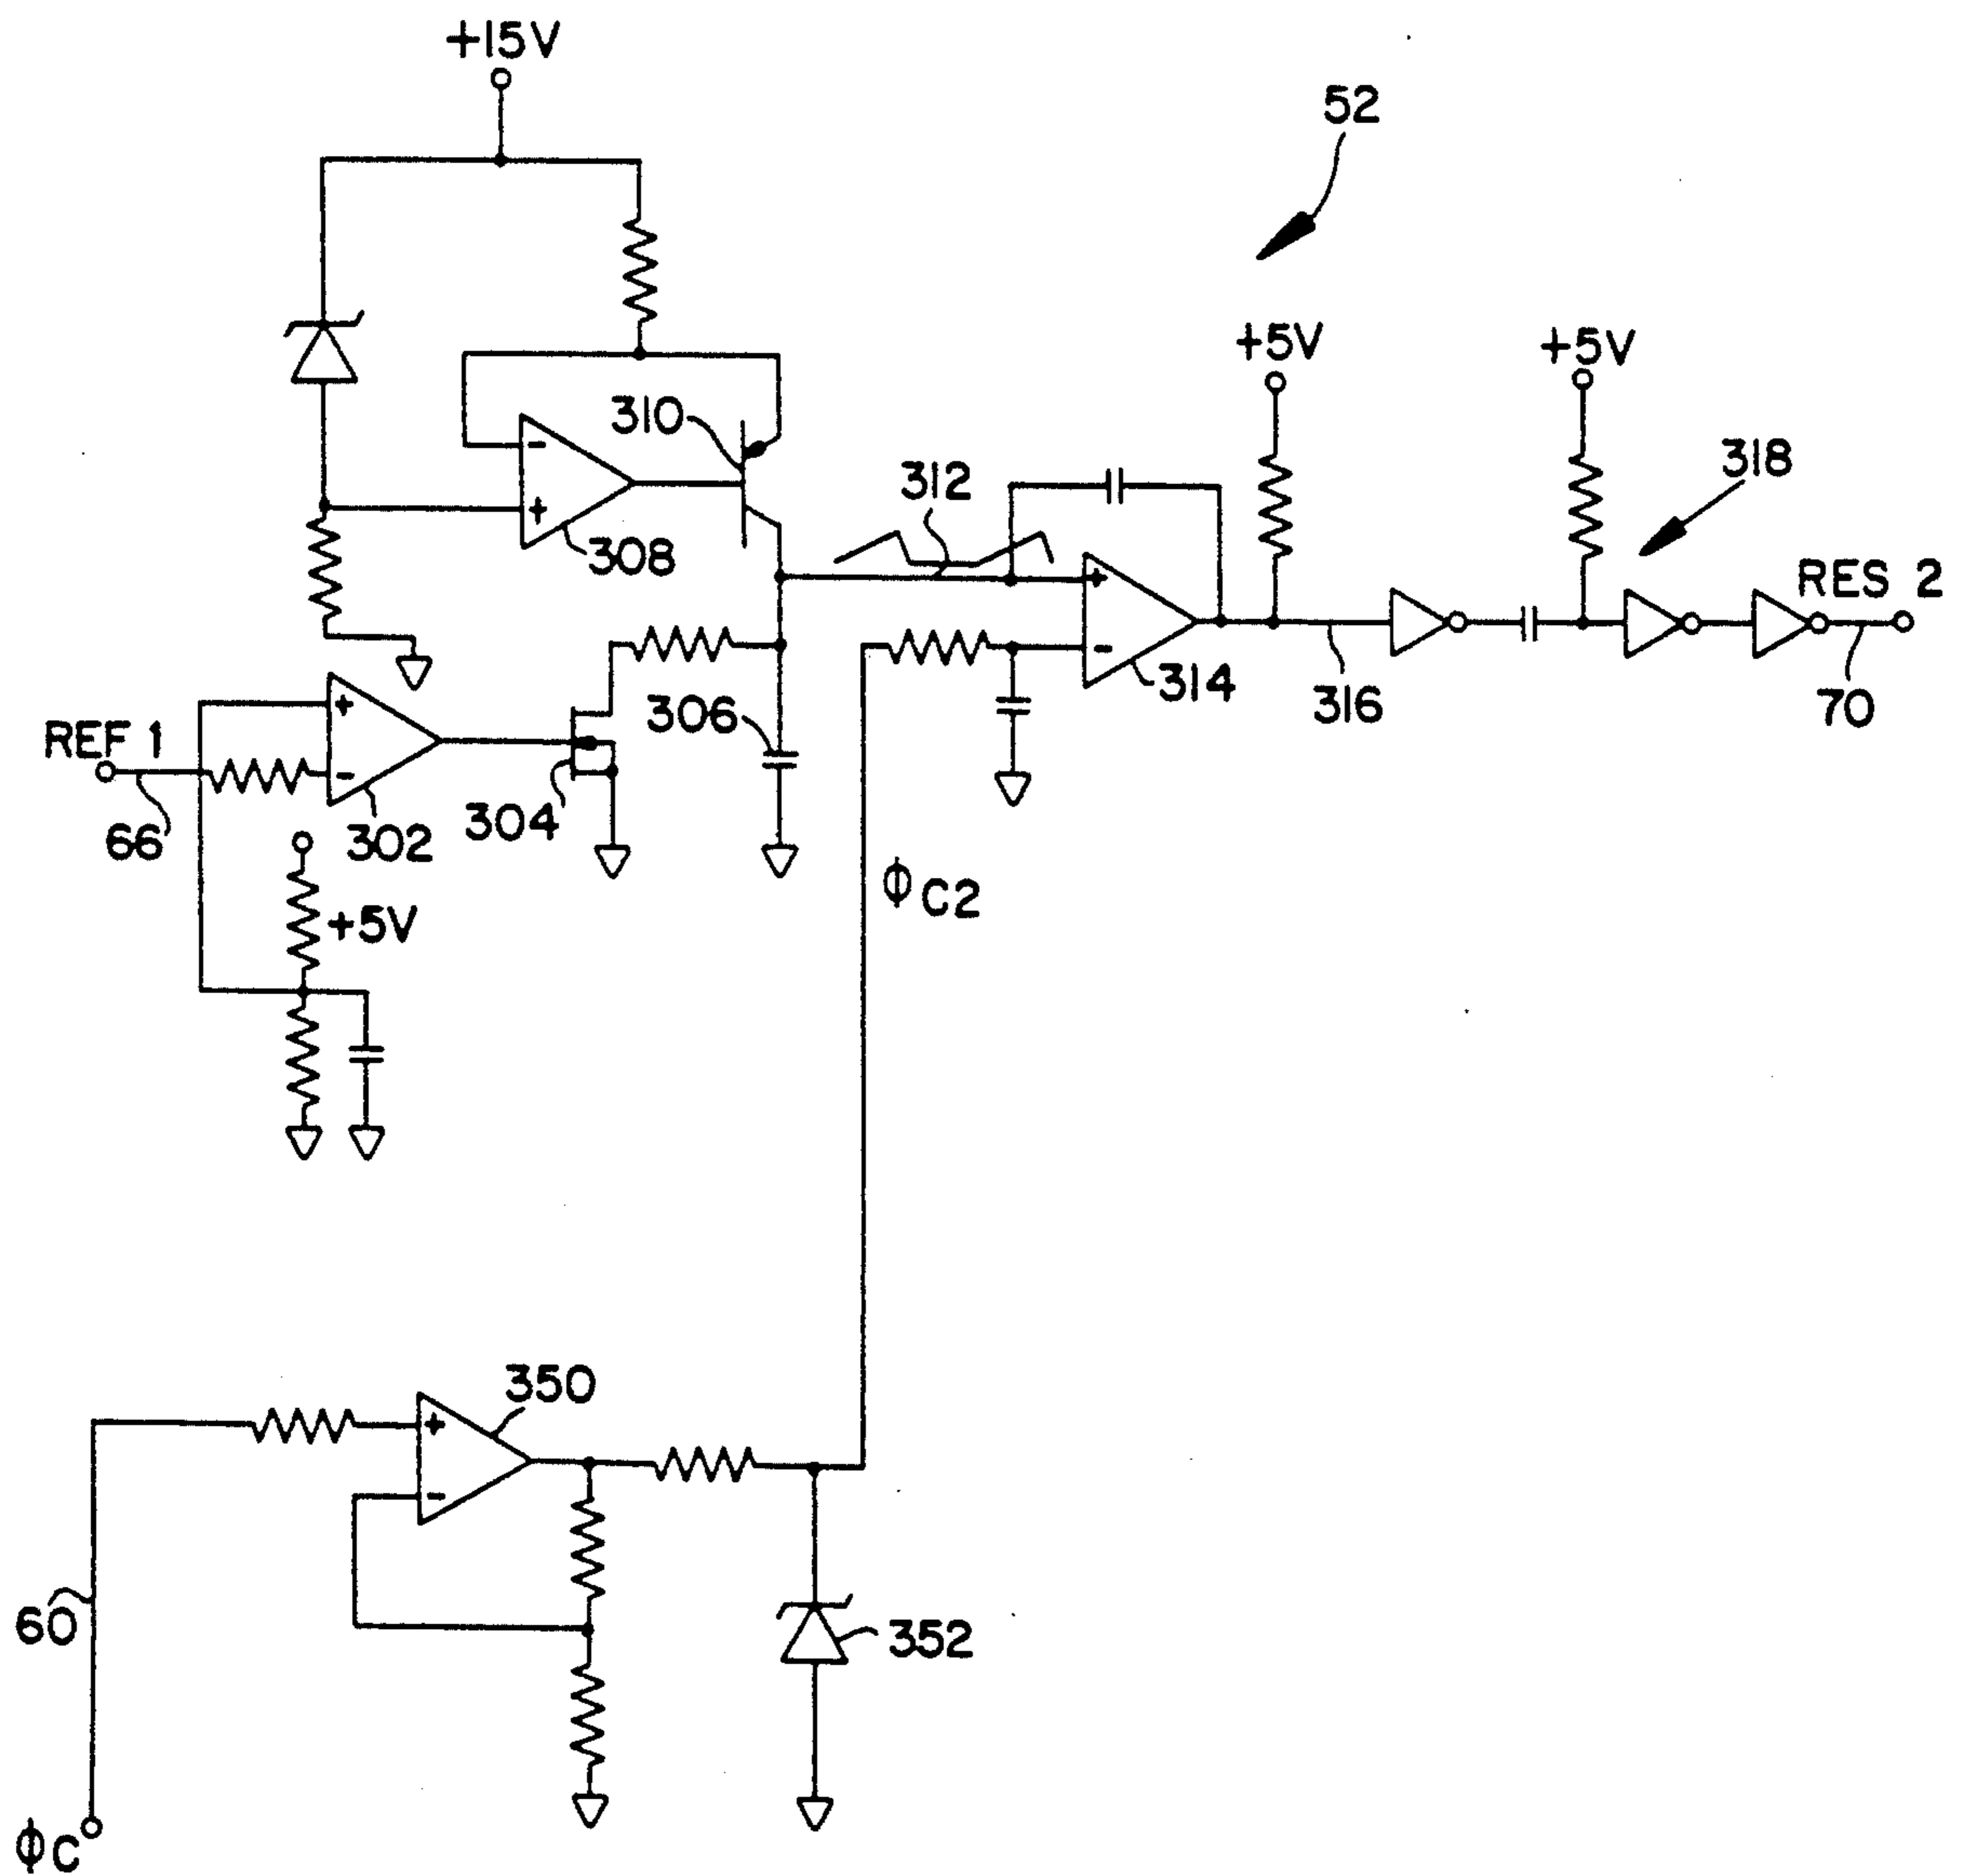 +15V
52
+5V
+5V
310
318
312
-
+
308
+
RES 2
-
314
316
70
REF 1
+
-
306
66
302
304
ΦC2
+5V
350
+
-
60
352
ΦC